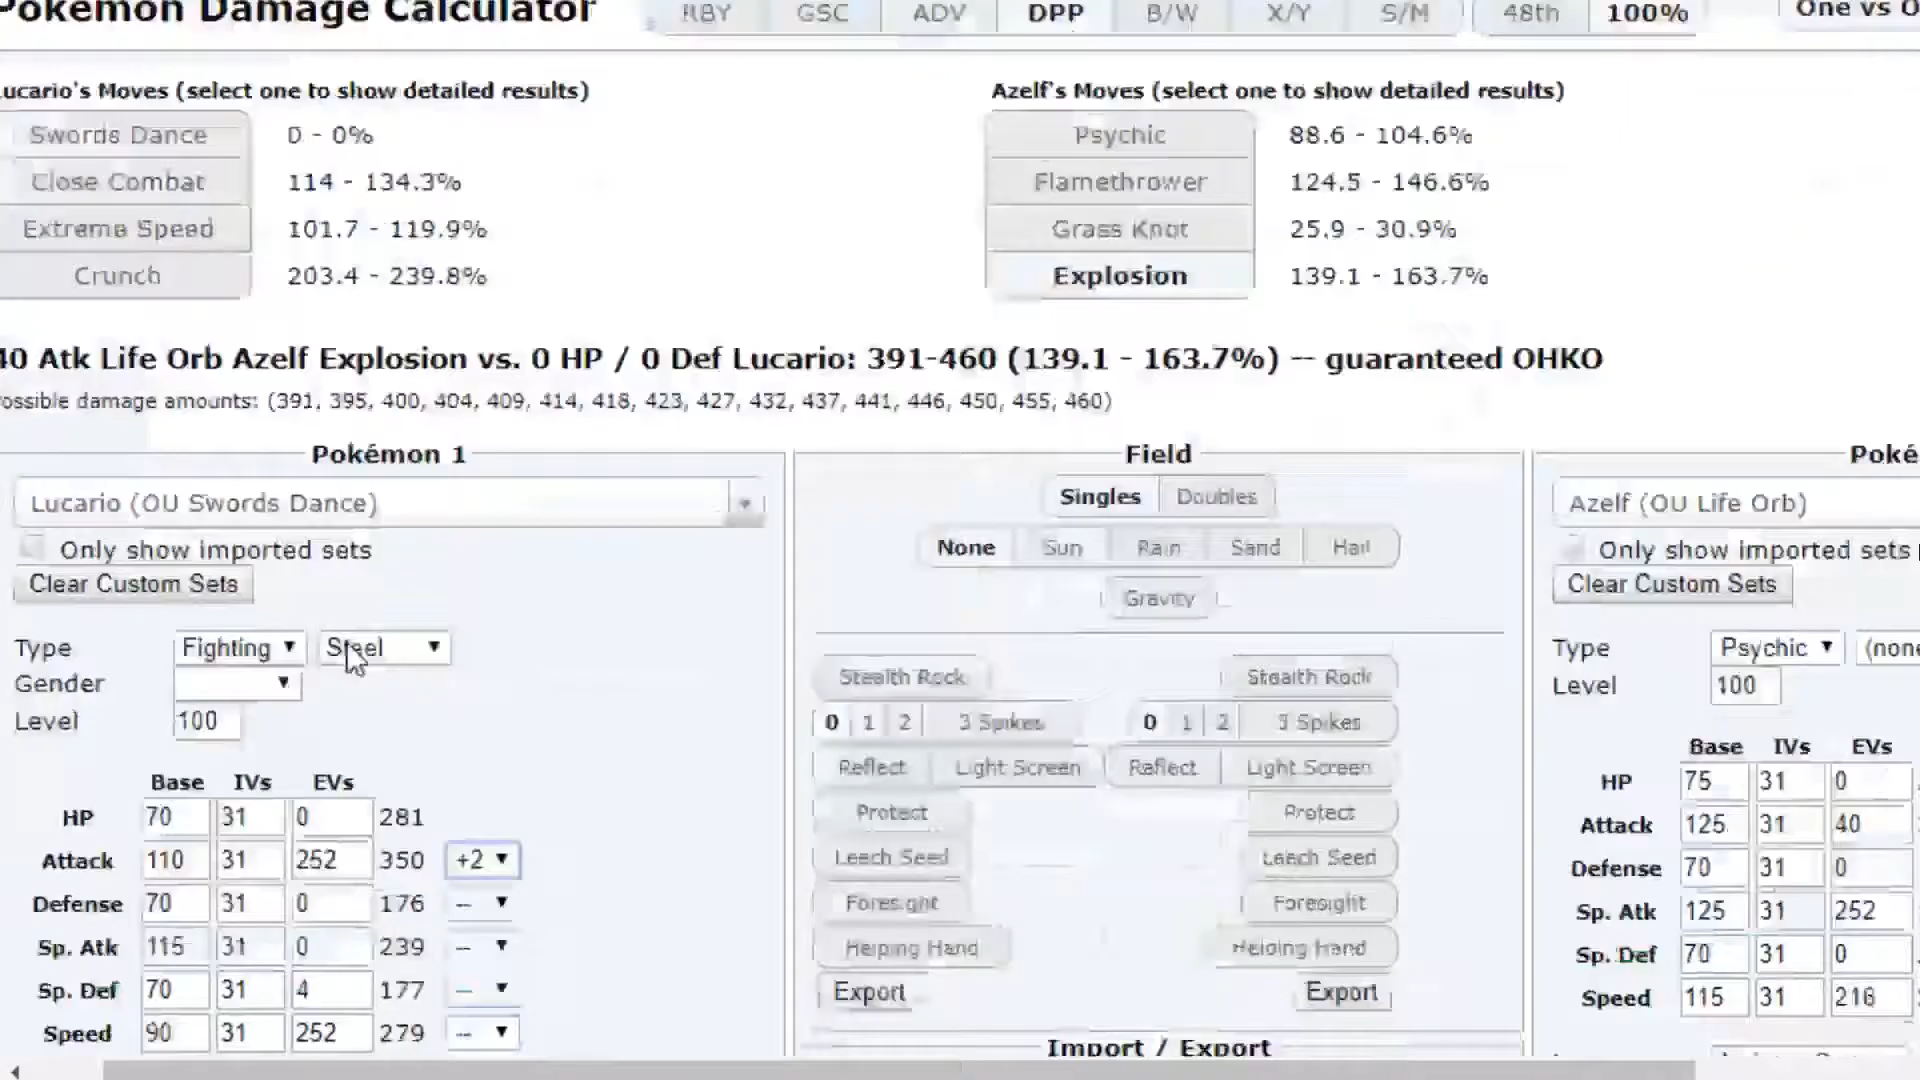 Pokémon Damage Calculator RBY GSC ADV DPP B/W X/Y S/M 48th 100% One vs O
ucario's Moves (select one to show detailed results) Azelf's Moves (select one to show detailed results)
Swords Dance 0 - 0% Psychic 88.6 - 104.6%
Close Combat 114 - 134.3% Flamethrower 124.5 - 146.6%
Extreme Speed 101.7 - 119.9% Grass Knot 25.9 - 30.9%
Crunch 203.4 - 239.8% Explosion 139.1 - 163.7%
40 Atk Life Orb Azelf Explosion vs. 0 HP / 0 Def Lucario: 391-460 (139.1 - 163.7%) -- guaranteed OHKO
ossible damage amounts: (391, 395, 400, 404, 409, 414, 418, 423, 427, 432, 437, 441, 446, 450, 455, 460)
Pokémon 1 Field Poké
Lucario (OU Swords Dance) Singles Doubles Azelf (OU Life Orb)
Only show imported sets None Sun Rain Sand Hail Only show imported sets
Clear Custom Sets Gravity Clear Custom Sets
Type Fighting Steel Type Psychic (none
Gender Stealth Rock Stealth Rock Level 100
Level 100 0 1 2 3 Spikes 0 1 2 3 Spikes
Base IVs EVs Reflect Light Screen Reflect Light Screen Base IVs EVs
HP 70 31 0 281 Protect Protect HP 75 31 0
Attack 110 31 252 350 +2 Leech Seed Leech Seed Attack 125 31 40
Defense 70 31 0 176 -- Foresight Foresight Defense 70 31 0
Sp. Atk 115 31 0 239 -- Helping Hand Helping Hand Sp. Atk 125 31 252
Sp. Def 70 31 4 177 -- Export Export Sp. Def 70 31 0
Speed 90 31 252 279 -- Speed 115 31 216
Import / Export